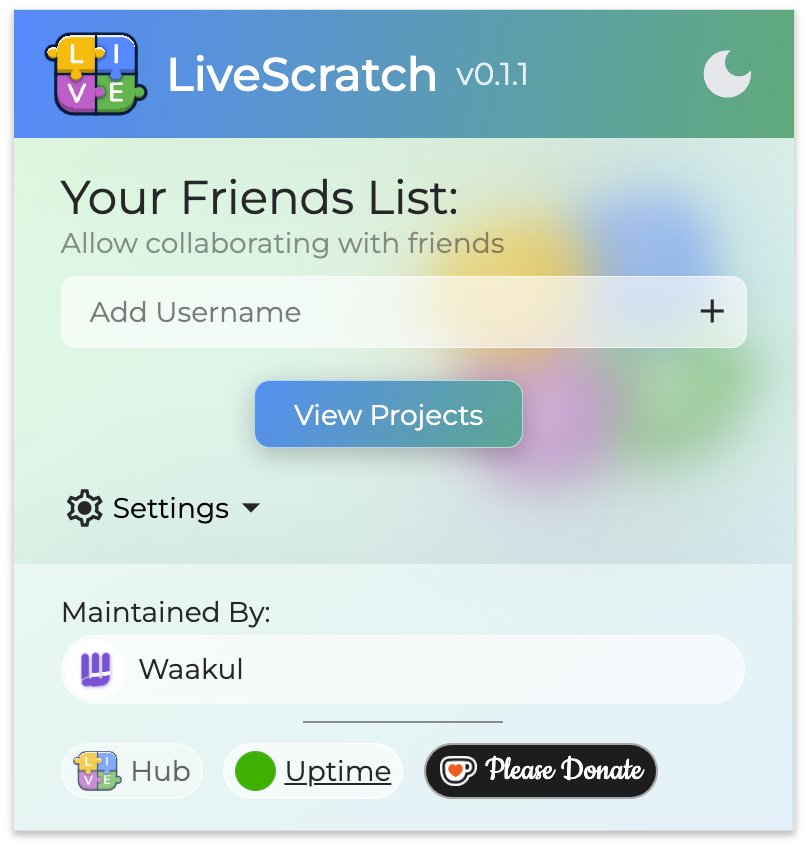 L I
V E
LiveScratch v0.1.1
Your Friends List:
Allow collaborating with friends
Add Username +
View Projects
Settings
Maintained By:
Waakul
L I
V E
Hub Uptime Please Donate